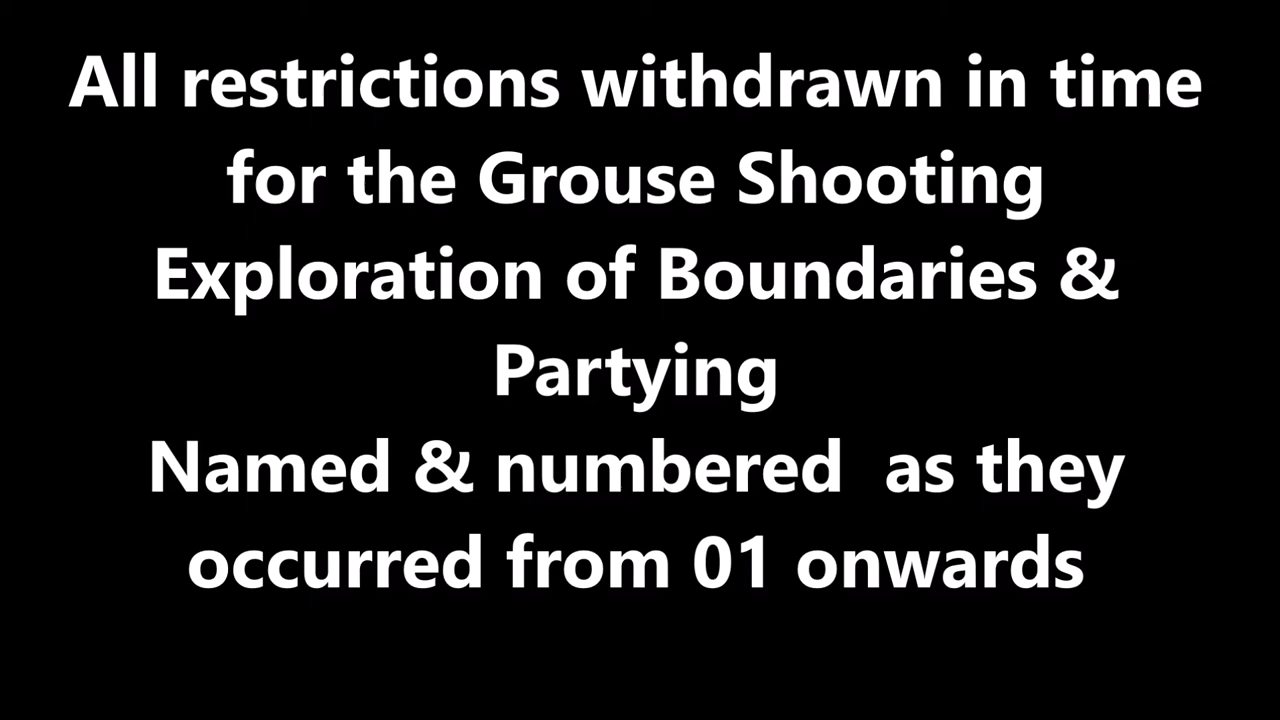 All restrictions withdrawn in time
for the Grouse Shooting
Exploration of Boundaries &
Partying
Named & numbered  as they
occurred from 01 onwards